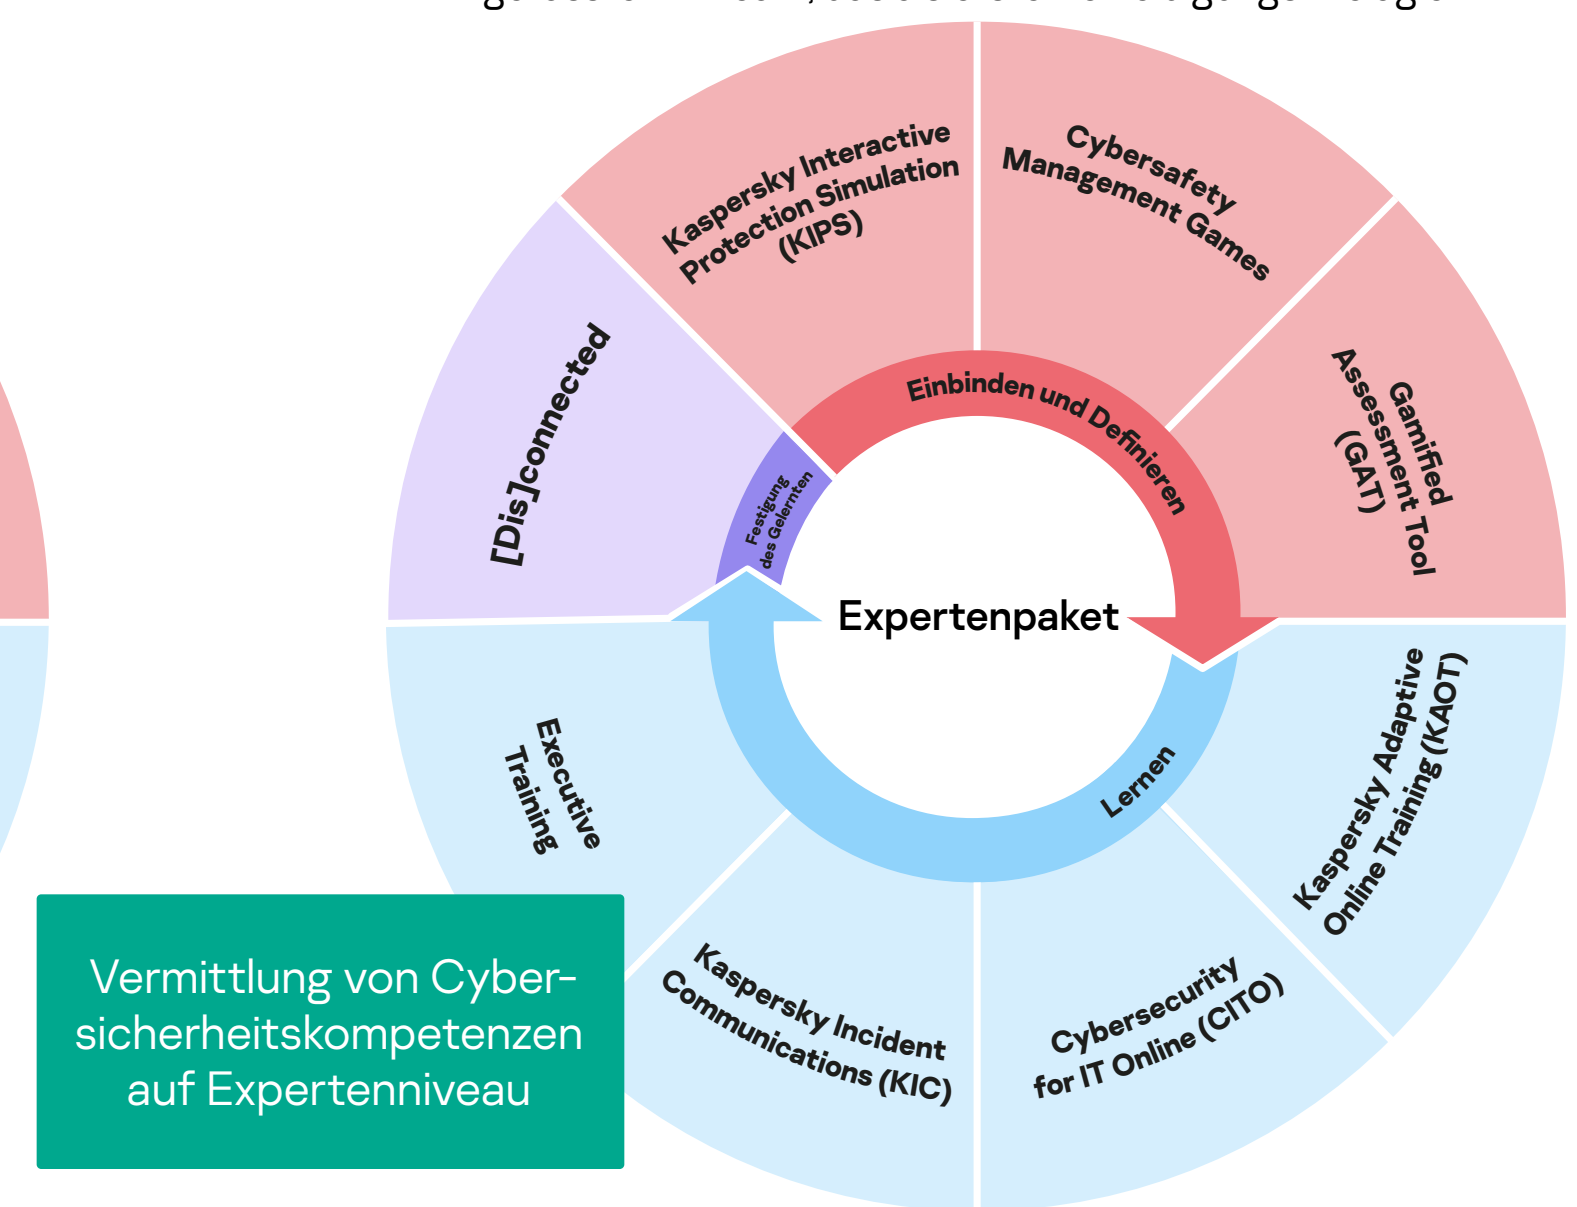 Kaspersky Interactive
Protection Simulation
(KIPS)
Cybersafety
Management Games
Gamified
Assessment Tool
(GAT)
[Dis]connected
Einbinden und Definieren
Festigung
des Gelernten
Expertenpaket
Lernen
Kaspersky Adaptive
Online Training (KAOT)
Executive
Training
Kaspersky Incident
Communications (KIC)
Cybersecurity
for IT Online (CITO)
Vermittlung von Cyber-
sicherheitskompetenzen
auf Expertenniveau